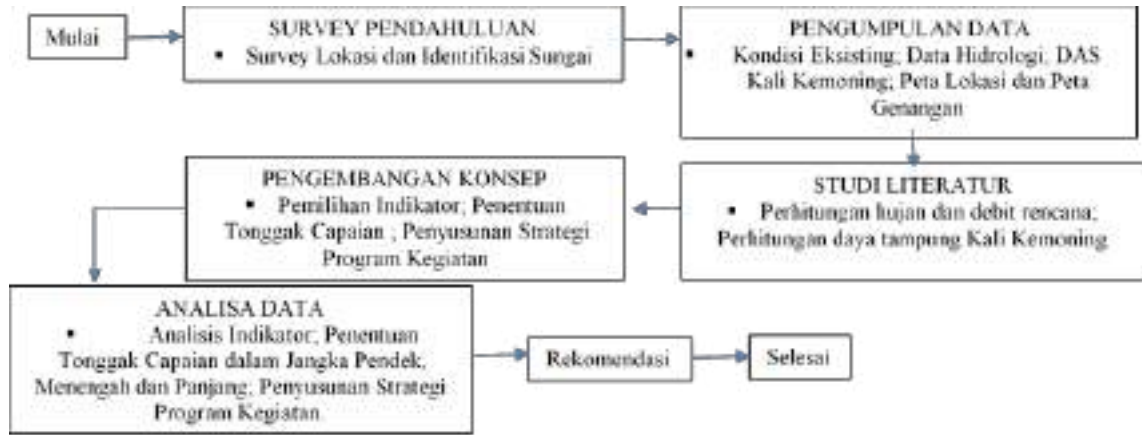 Mulai
SURVEY PENDAHULUAN
▪ Survey Lokasi dan Identifikasi Sungai
PENGUMPULAN DATA
▪ Kondisi Eksisting; Data Hidrologi; DAS
Kali Kemoning; Peta Lokasi dan Peta
Genangan
STUDI LITERATUR
▪ Perhitungan hujan dan debit rencana;
Perhitungan daya tampung Kali Kemoning
PENGEMBANGAN KONSEP
▪ Pemilihan Indikator; Penentuan
Tonggak Capaian ; Penyusunan Strategi
Program Kegiatan
ANALISA DATA
▪ Analisis Indikator; Penentuan
Tonggak Capaian dalam Jangka Pendek,
Menengah dan Panjang; Penyusunan Strategi
Program Kegiatan.
Rekomendasi
Selesai